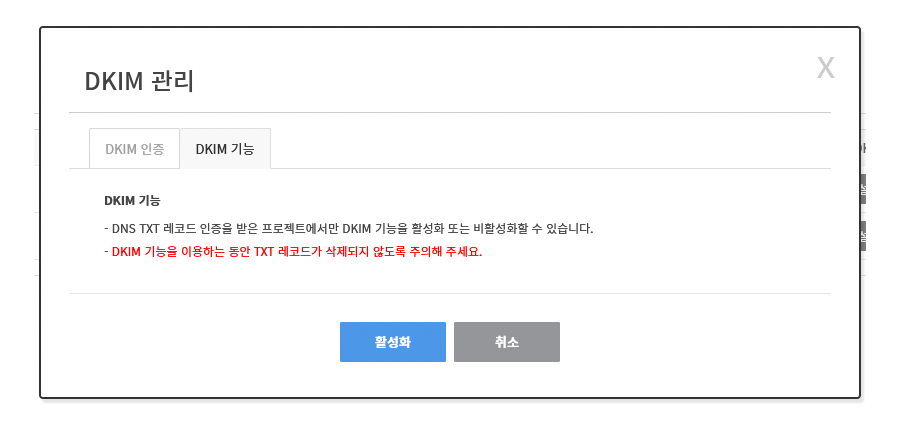 DKIM 관리
X
DKIM 인증
DKIM 기능
DKIM 기능
- DNS TXT 레코드 인증을 받은 프로젝트에서만 DKIM 기능을 활성화 또는 비활성화할 수 있습니다.
- DKIM 기능을 이용하는 동안 TXT 레코드가 삭제되지 않도록 주의해 주세요.
활성화
취소